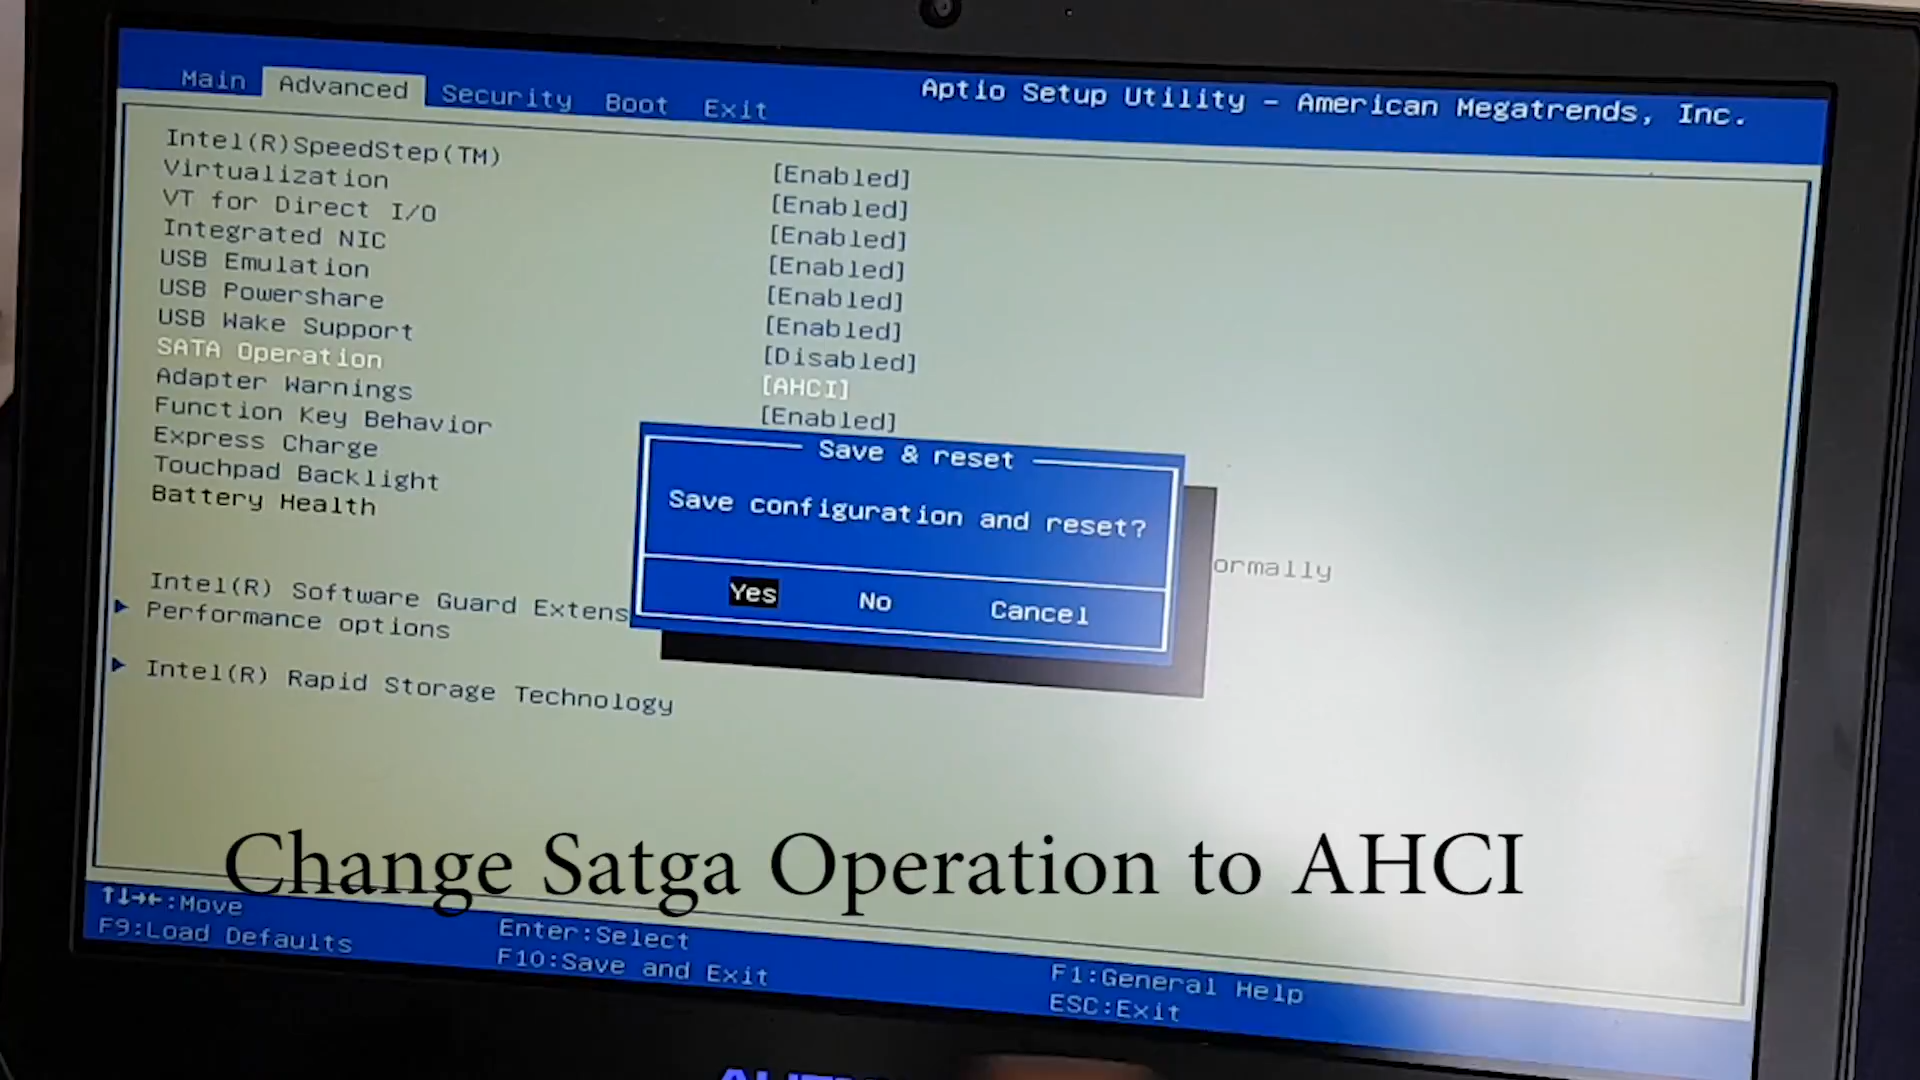 Aptio Setup Utility - American Megatrends, Inc.
Main Advanced Security Boot Exit
Intel(R)SpeedStep(TM) [Enabled]
Virtualization [Enabled]
VT for Direct I/O [Enabled]
Integrated NIC [Enabled]
USB Emulation [Enabled]
USB Powershare [Enabled]
USB Wake Support [Disabled]
SATA Operation [AHCI]
Adapter Warnings [Enabled]
Function Key Behavior
Express Charge
Touchpad Backlight
Battery Health
Save & reset
Save configuration and reset?
Yes No Cancel
ormally
Intel(R) Software Guard Extens
Performance options
Intel(R) Rapid Storage Technology
Change Satga Operation to AHCI
↑↓→←:Move
Enter:Select
F1:General Help
F9:Load Defaults
F10:Save and Exit
ESC:Exit